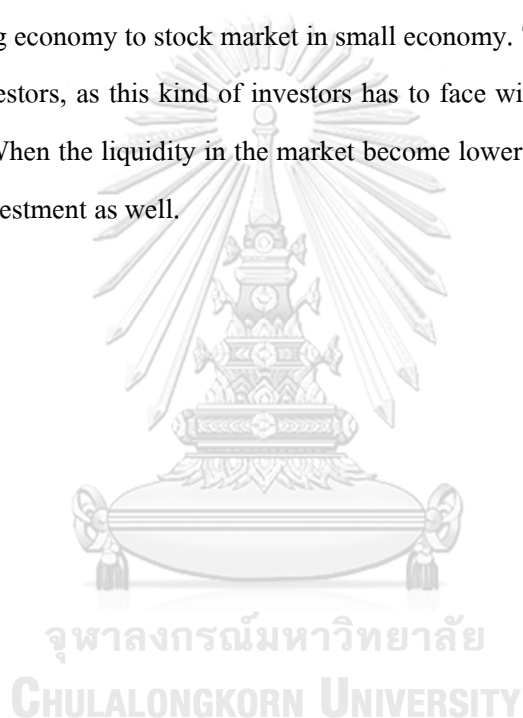 g economy to stock market in small economy.
estors, as this kind of investors has to face wi
When the liquidity in the market become lower
estment as well.
จุฬาลงกรณ์มหาวิทยาลัย
CHULALONGKORN UNIVERSITY